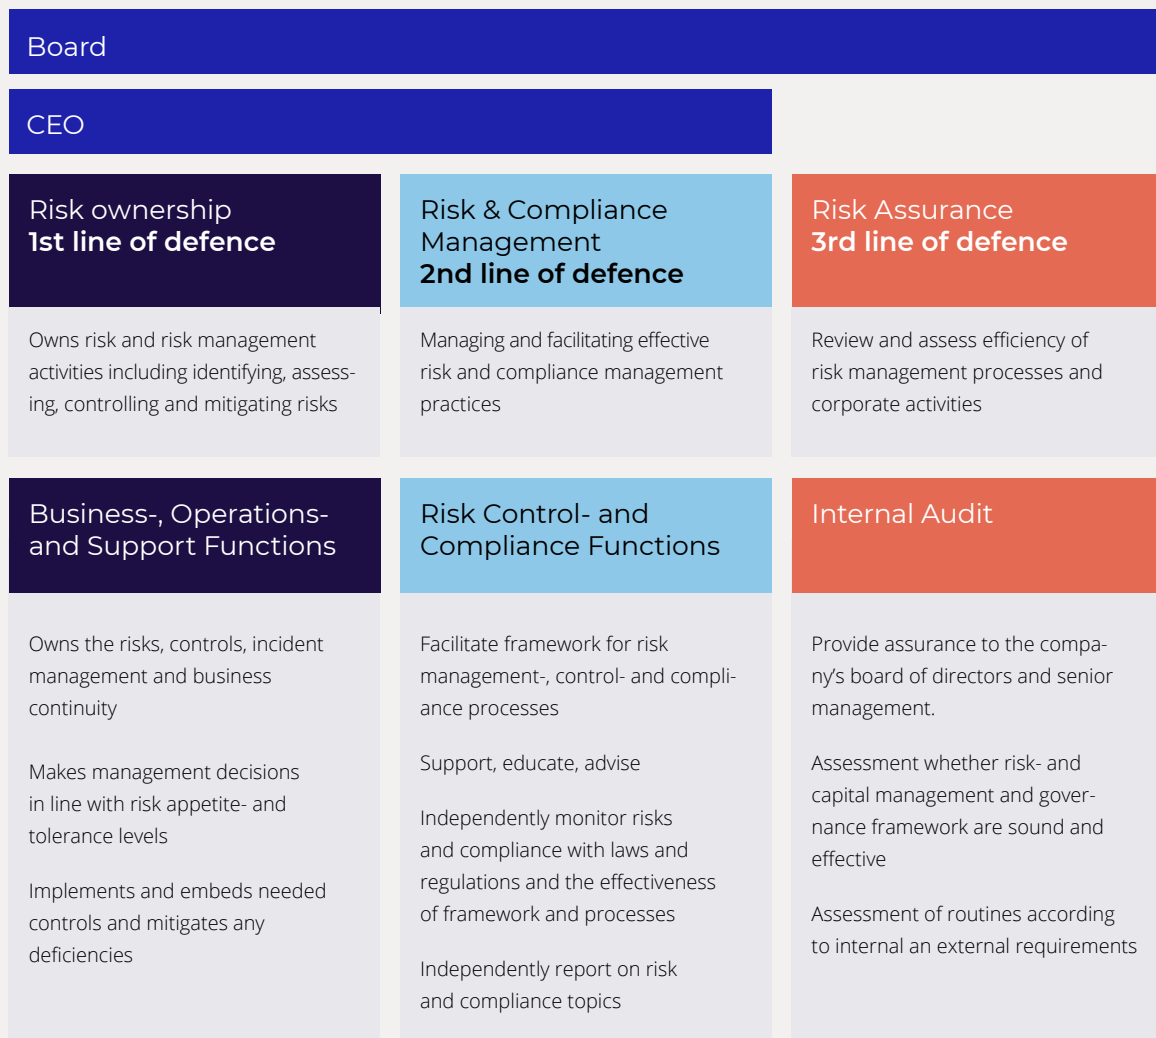 Board
CEO
Risk ownership
1st line of defence
Owns risk and risk management
activities including identifying, assess-
ing, controlling and mitigating risks
Risk & Compliance
Management
2nd line of defence
Managing and facilitating effective
risk and compliance management
practices
Risk Assurance
3rd line of defence
Review and assess efficiency of
risk management processes and
corporate activities
Business-, Operations-
and Support Functions
Owns the risks, controls, incident
management and business
continuity
Makes management decisions
in line with risk appetite- and
tolerance levels
Implements and embeds needed
controls and mitigates any
deficiencies
Risk Control- and
Compliance Functions
Facilitate framework for risk
management-, control- and compli-
ance processes
Support, educate, advise
Independently monitor risks
and compliance with laws and
regulations and the effectiveness
of framework and processes
Independently report on risk
and compliance topics
Internal Audit
Provide assurance to the compa-
ny’s board of directors and senior
management.
Assessment whether risk- and
capital management and gover-
nance framework are sound and
effective
Assessment of routines according
to internal an external requirements